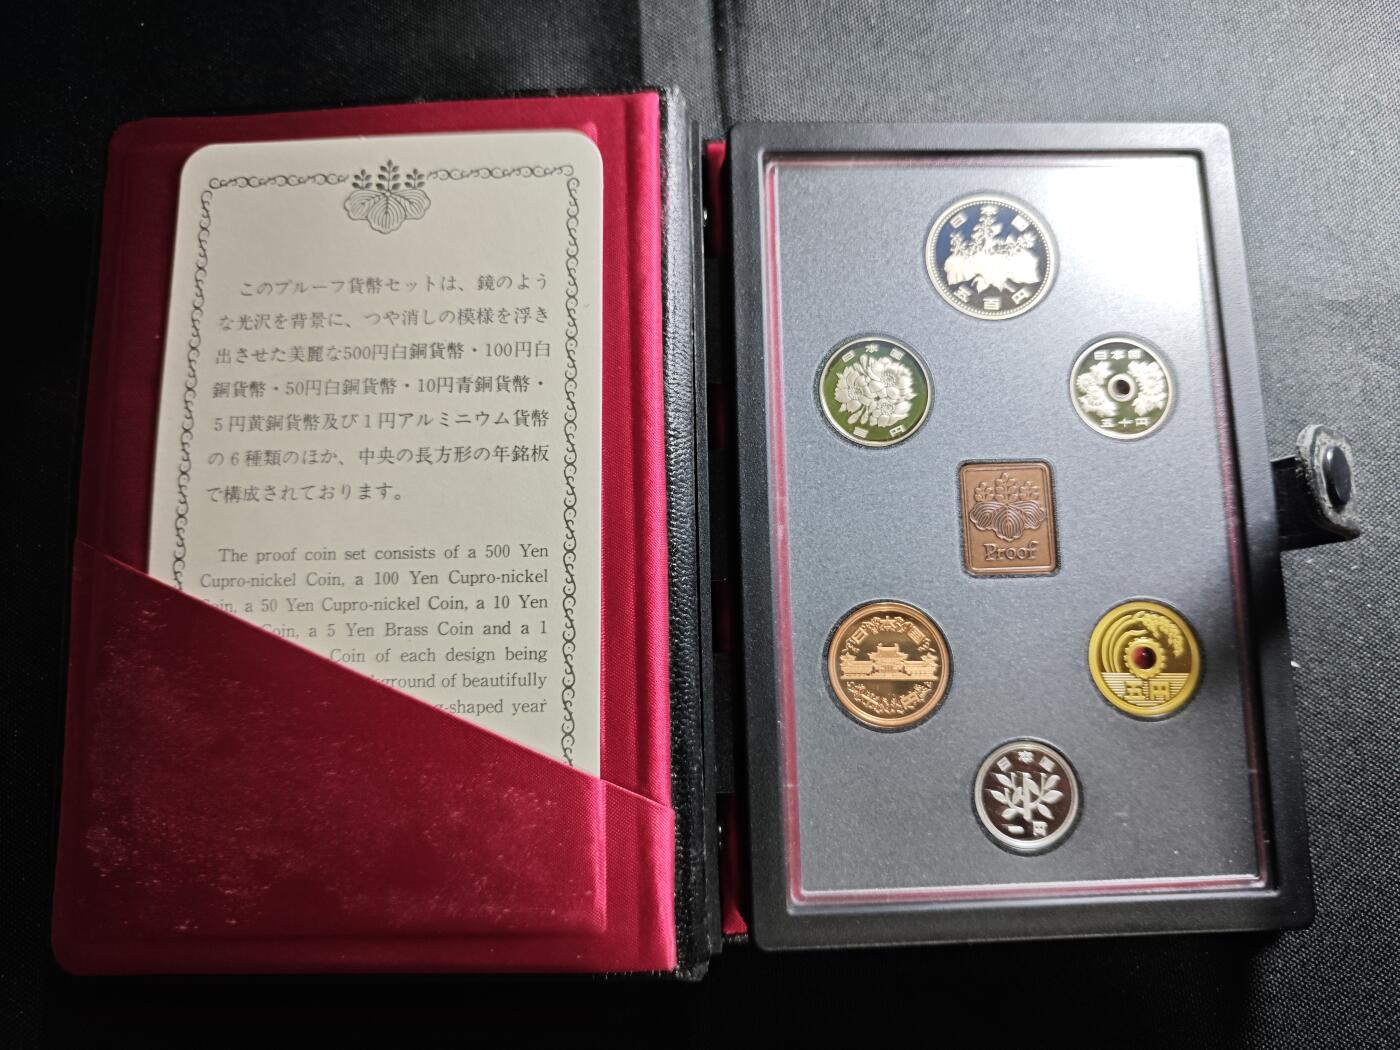 このプルーフ貨幣セットは、鏡のよう
な光沢を背景に、つや消しの模様を浮き
出させた美麗な500円白銅貨幣・100円白
銅貨幣・50円白銅貨幣・10円青銅貨幣・
5円黄銅貨幣及び1円アルミニウム貨幣
の6種類のほか、中央の長方形の年銘板
で構成されております。
The proof coin set consists of a 500 Yen
Cupro-nickel Coin, a 100 Yen Cupro-nickel
Coin, a 50 Yen Cupro-nickel Coin, a 10 Yen
Coin, a 5 Yen Brass Coin and a 1
Coin of each design being
of beautifully
-shaped year
日本国
五百円
日本国
百円
日本国
五十円
Proof
日本国
五円
日本国
一円